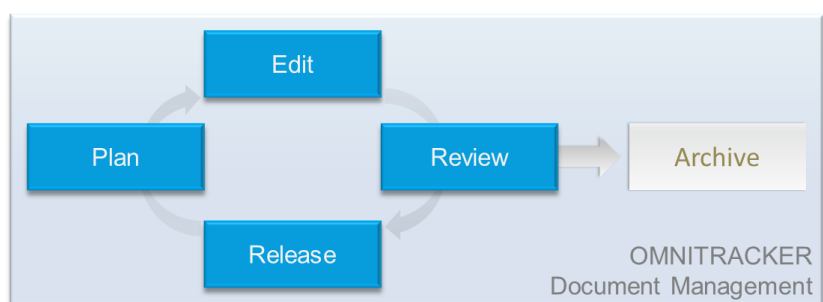 Edit
Plan
Review
Archive
Release
OMNITRACKER
Document Management